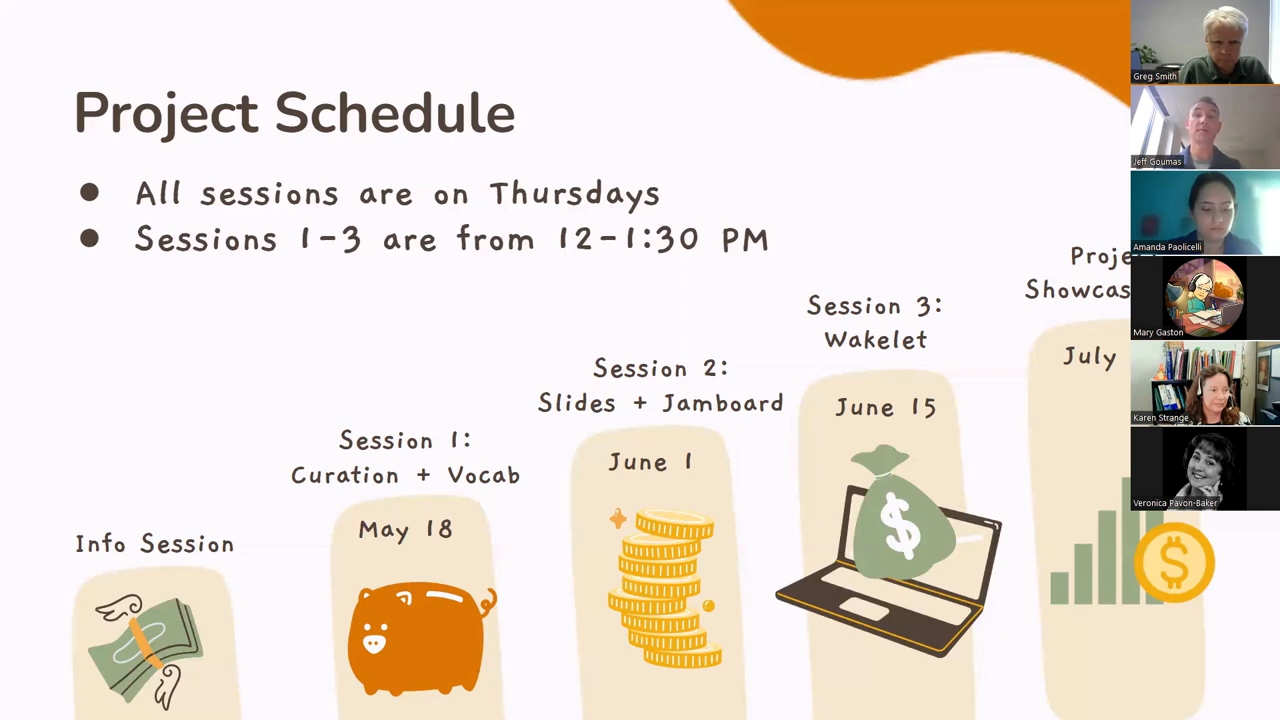 Project Schedule
● All sessions are on Thursdays
● Sessions 1-3 are from 12-1:30 PM
Info Session
Session 1:
Curation + Vocab
May 18
Session 2:
Slides + Jamboard
June 1
Session 3:
Wakelet
June 15
Showcas
July
$
$
Greg Smith
Jeff Goumas
Amanda Paolicelli
Mary Gaston
Karen Strange
Veronica Pavon-Baker